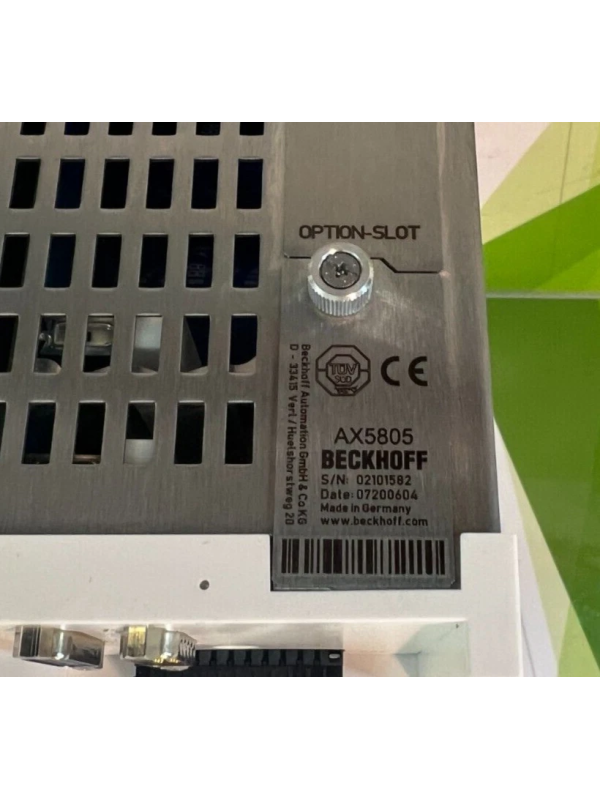 OPTION-SLOT
TÜV
SÜD
CE
Beckhoff Automation GmbH & Co KG
D - 33415 Verl / Huelshorstweg 20
AX5805
BECKHOFF
S/N: 02101582
Date: 07200604
Made in Germany
www.beckhoff.com